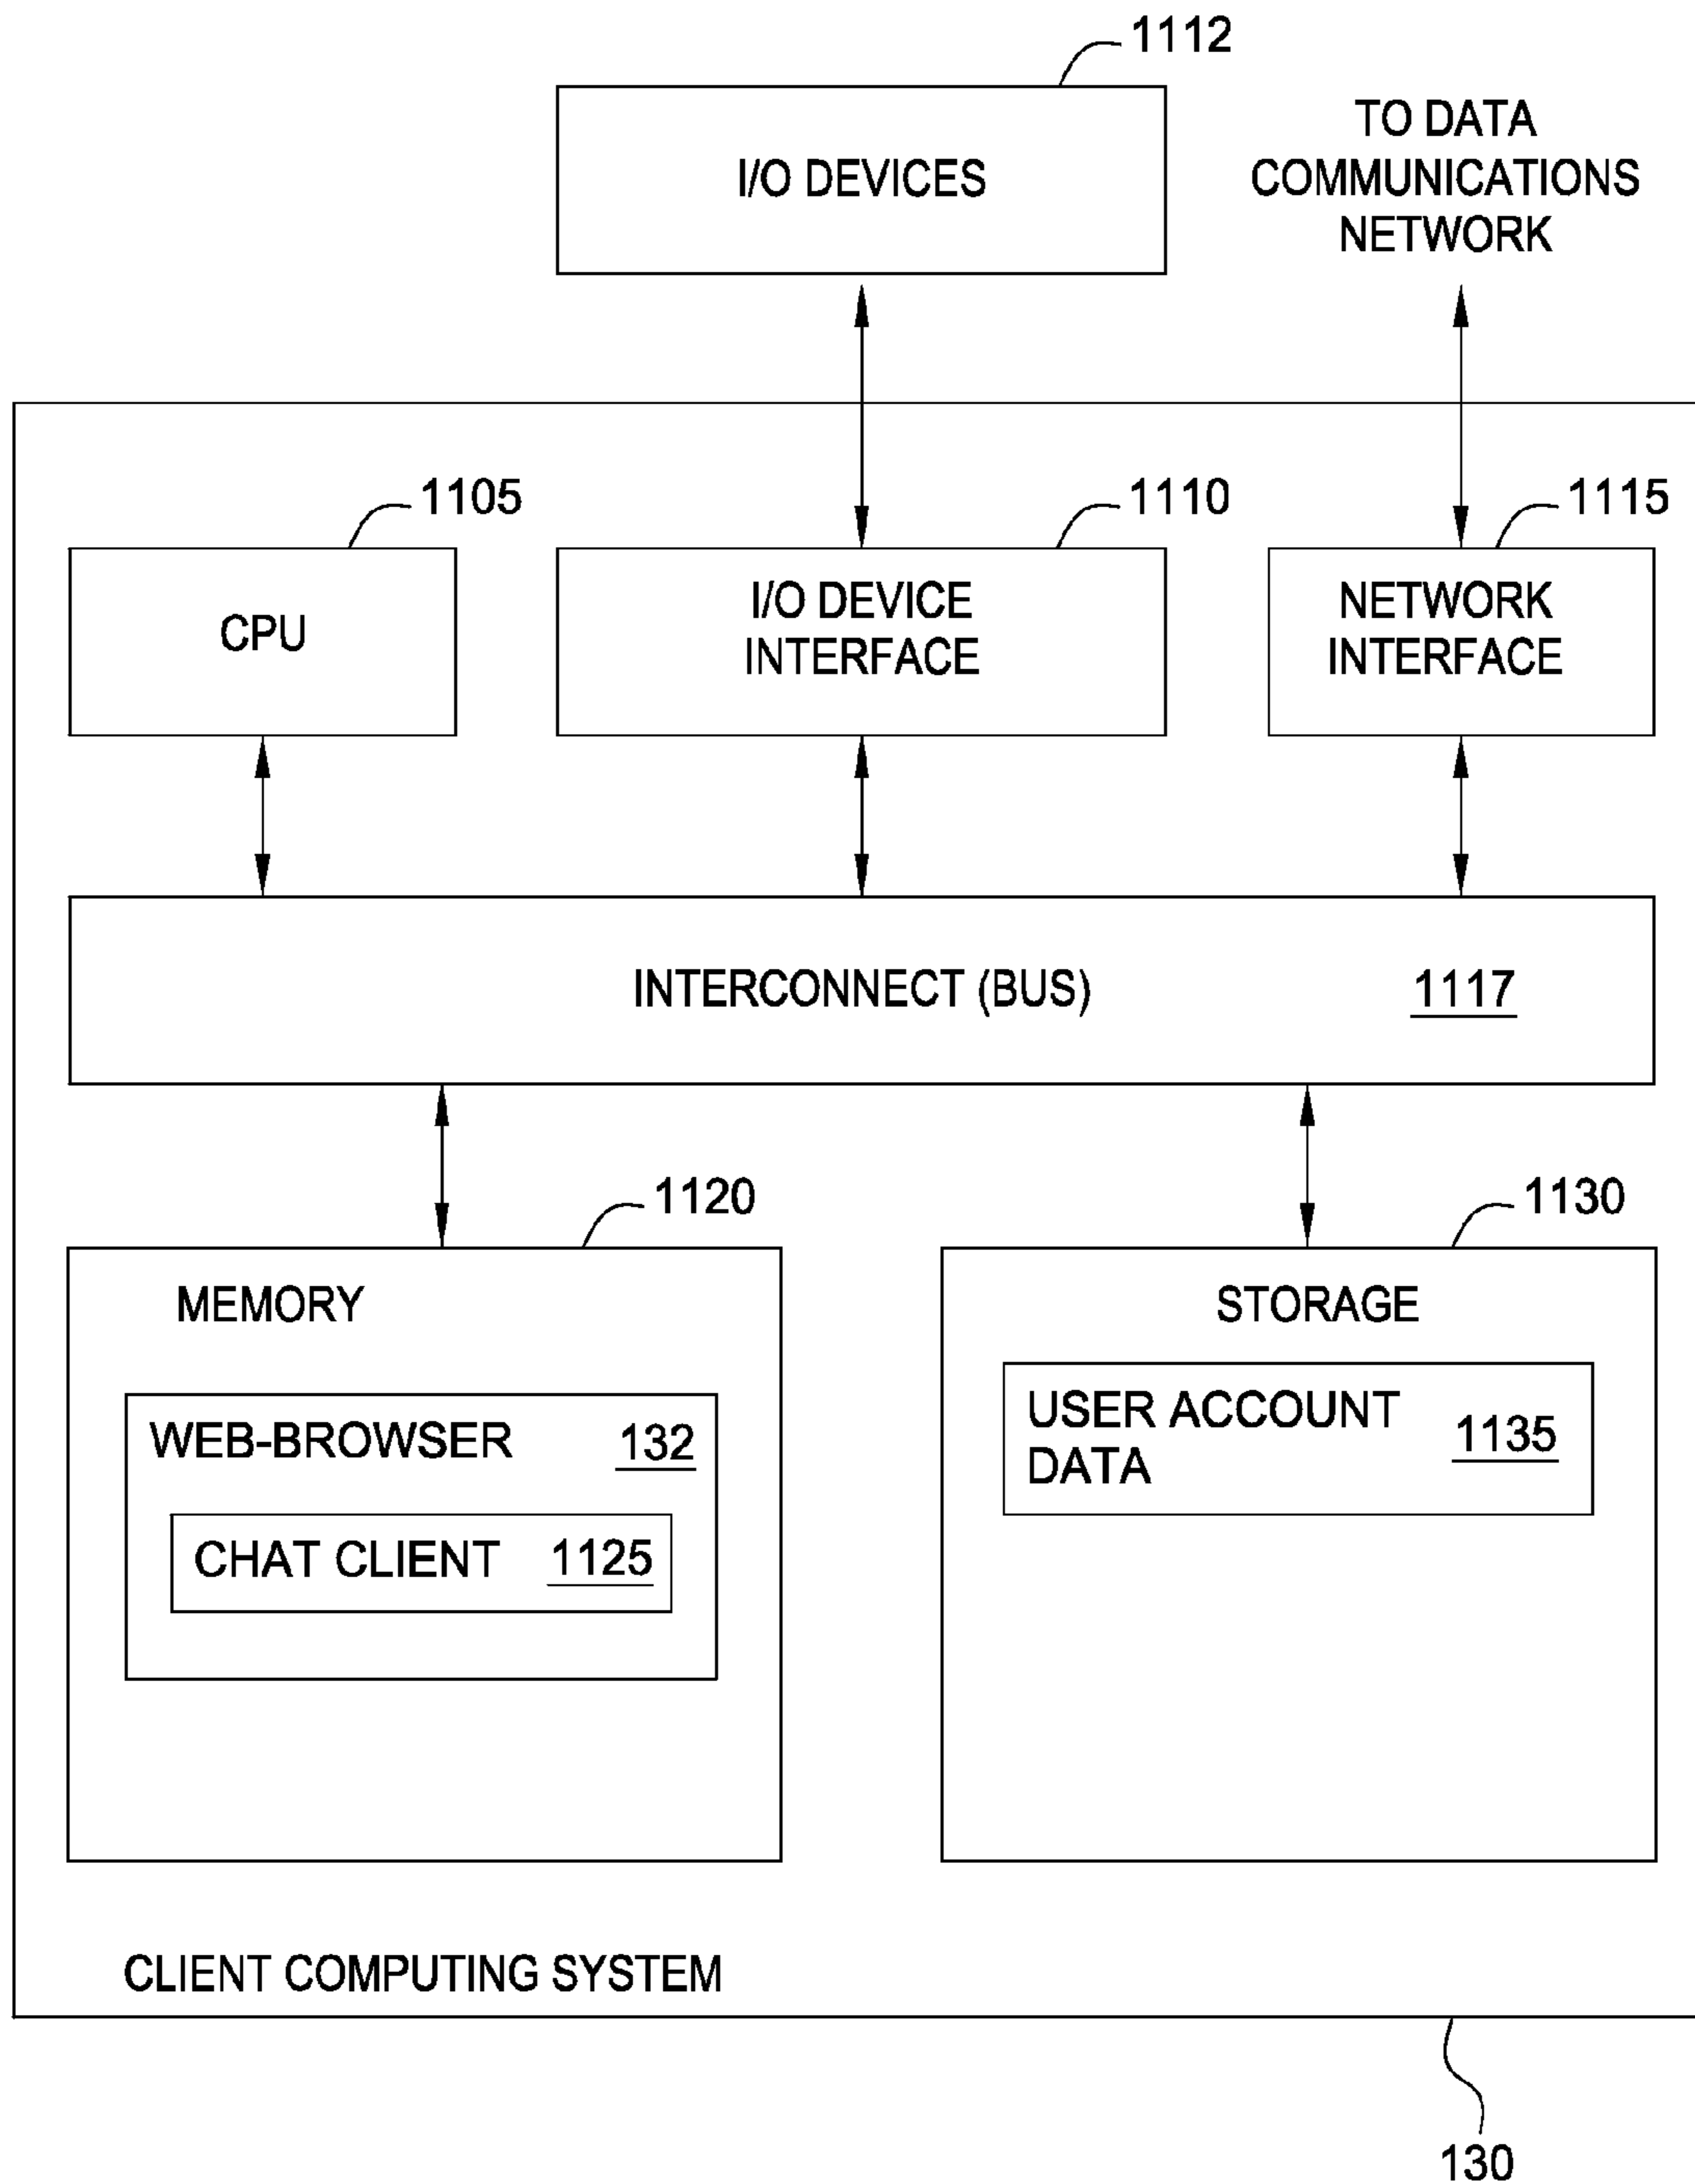 1112
I/O DEVICES
TO DATA
COMMUNICATIONS
NETWORK
1105
1110
1115
CPU
I/O DEVICE
INTERFACE
NETWORK
INTERFACE
INTERCONNECT (BUS) 1117
1120
1130
MEMORY
WEB-BROWSER 132
CHAT CLIENT 1125
STORAGE
USER ACCOUNT
DATA
1135
CLIENT COMPUTING SYSTEM
130